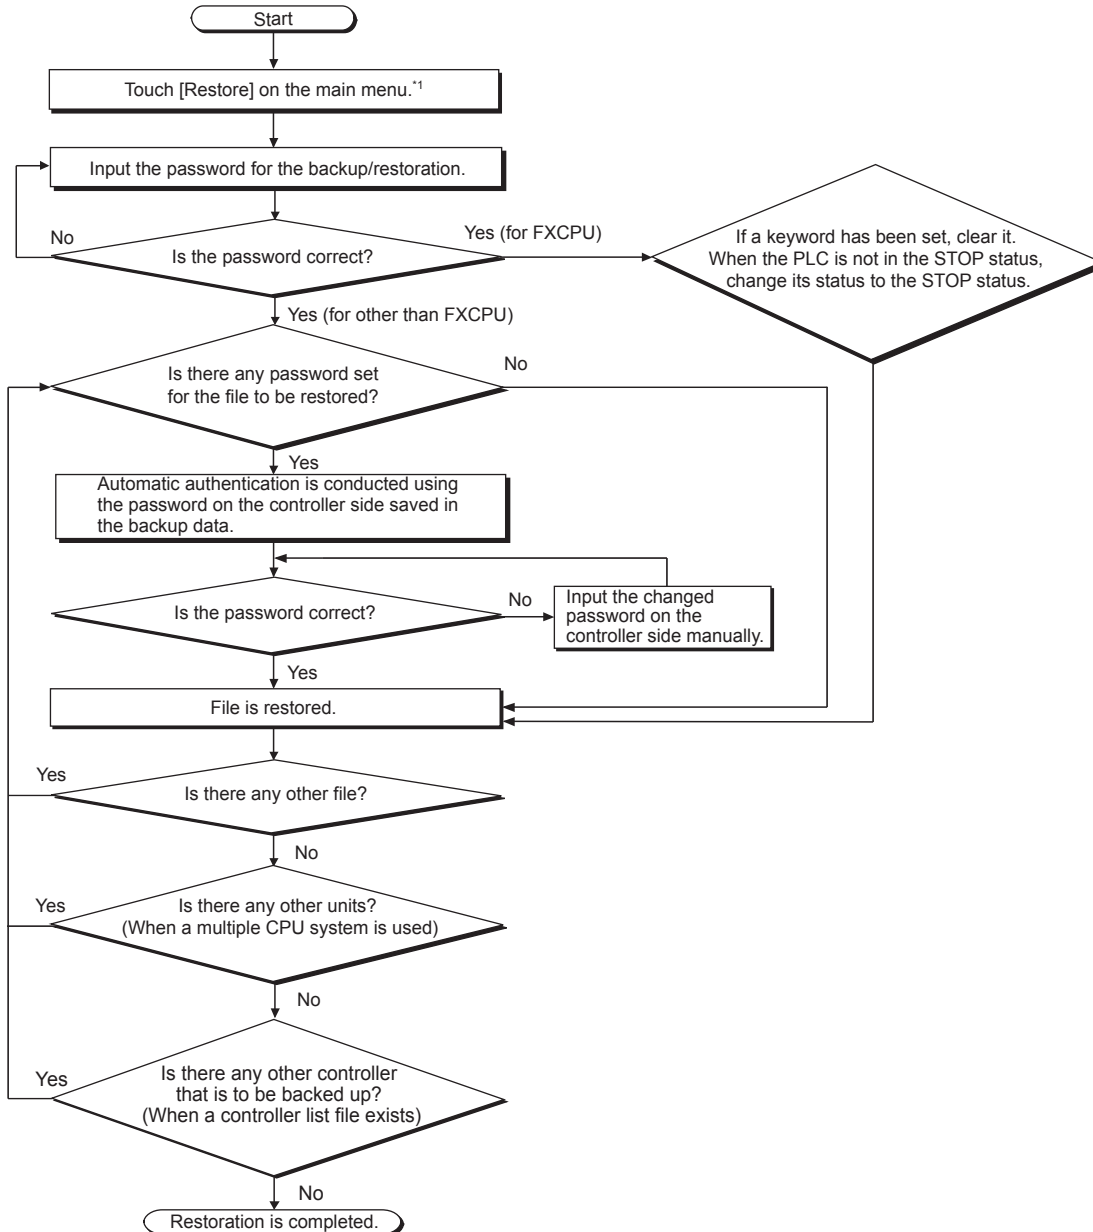 Start
Touch [Restore] on the main menu.*1
Input the password for the backup/restoration.
No
Is the password correct?
Yes (for FXCPU)
If a keyword has been set, clear it.
When the PLC is not in the STOP status,
change its status to the STOP status.
Yes (for other than FXCPU)
Is there any password set
for the file to be restored?
No
Yes
Automatic authentication is conducted using
the password on the controller side saved in
the backup data.
Is the password correct?
No
Input the changed
password on the
controller side manually.
Yes
File is restored.
Yes
Is there any other file?
No
Yes
Is there any other units?
(When a multiple CPU system is used)
No
Yes
Is there any other controller
that is to be backed up?
(When a controller list file exists)
No
Restoration is completed.